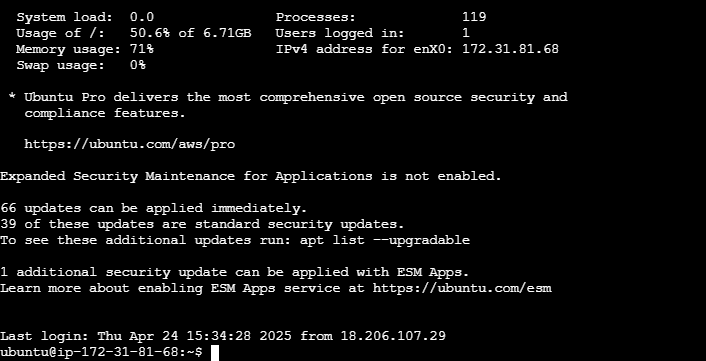 System load:  0.0                Processes:             119
Usage of /:   50.6% of 6.71GB   Users logged in:       1
Memory usage: 71%                IPv4 address for enX0: 172.31.81.68
Swap usage:   0%
* Ubuntu Pro delivers the most comprehensive open source security and
compliance features.
https://ubuntu.com/aws/pro
Expanded Security Maintenance for Applications is not enabled.
66 updates can be applied immediately.
39 of these updates are standard security updates.
To see these additional updates run: apt list --upgradable
1 additional security update can be applied with ESM Apps.
Learn more about enabling ESM Apps service at https://ubuntu.com/esm
Last login: Thu Apr 24 15:34:28 2025 from 18.206.107.29
ubuntu@ip-172-31-81-68:~$